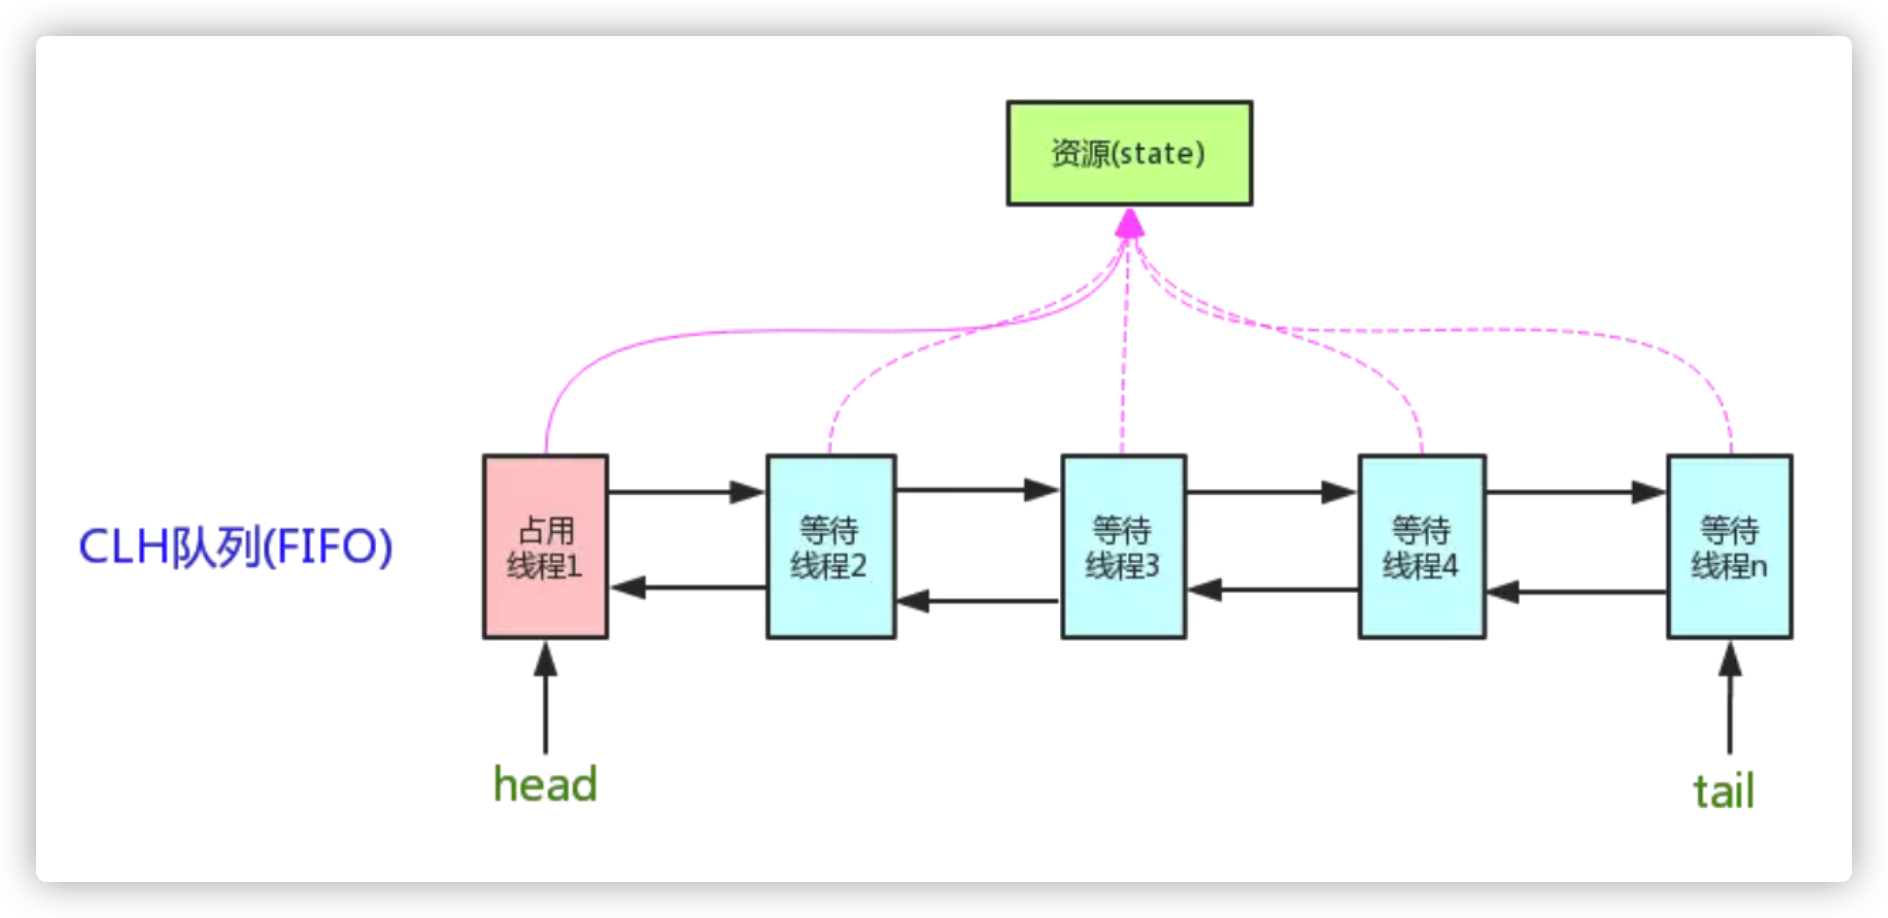 资源(state)
CLH队列(FIFO)
占用
线程1
等待
线程2
等待
线程3
等待
线程4
等待
线程n
head
tail